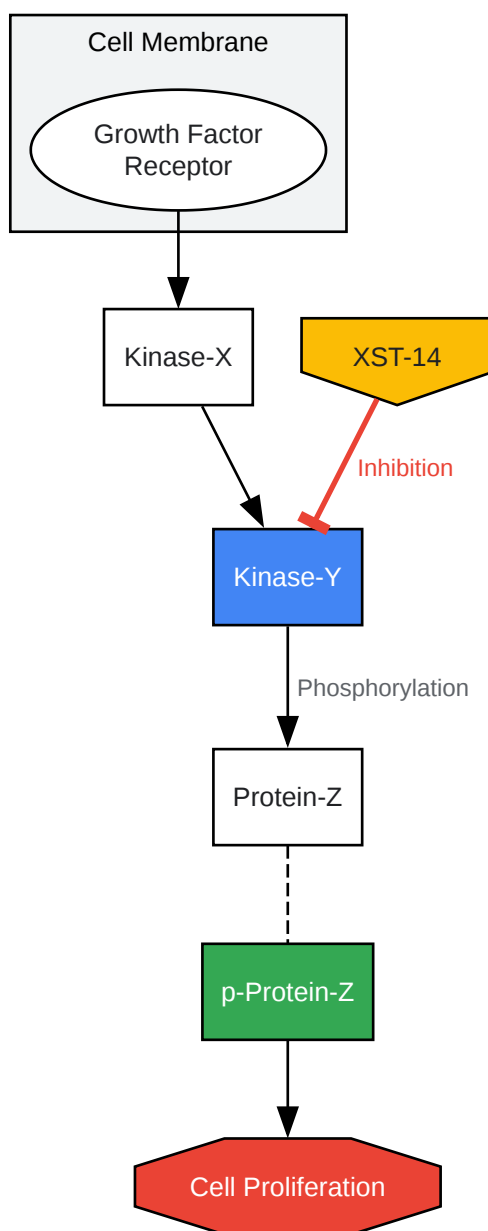 Cell Membrane
Growth Factor
Receptor
Kinase-X
XST-14
Inhibition
Kinase-Y
Phosphorylation
Protein-Z
p-Protein-Z
Cell Proliferation